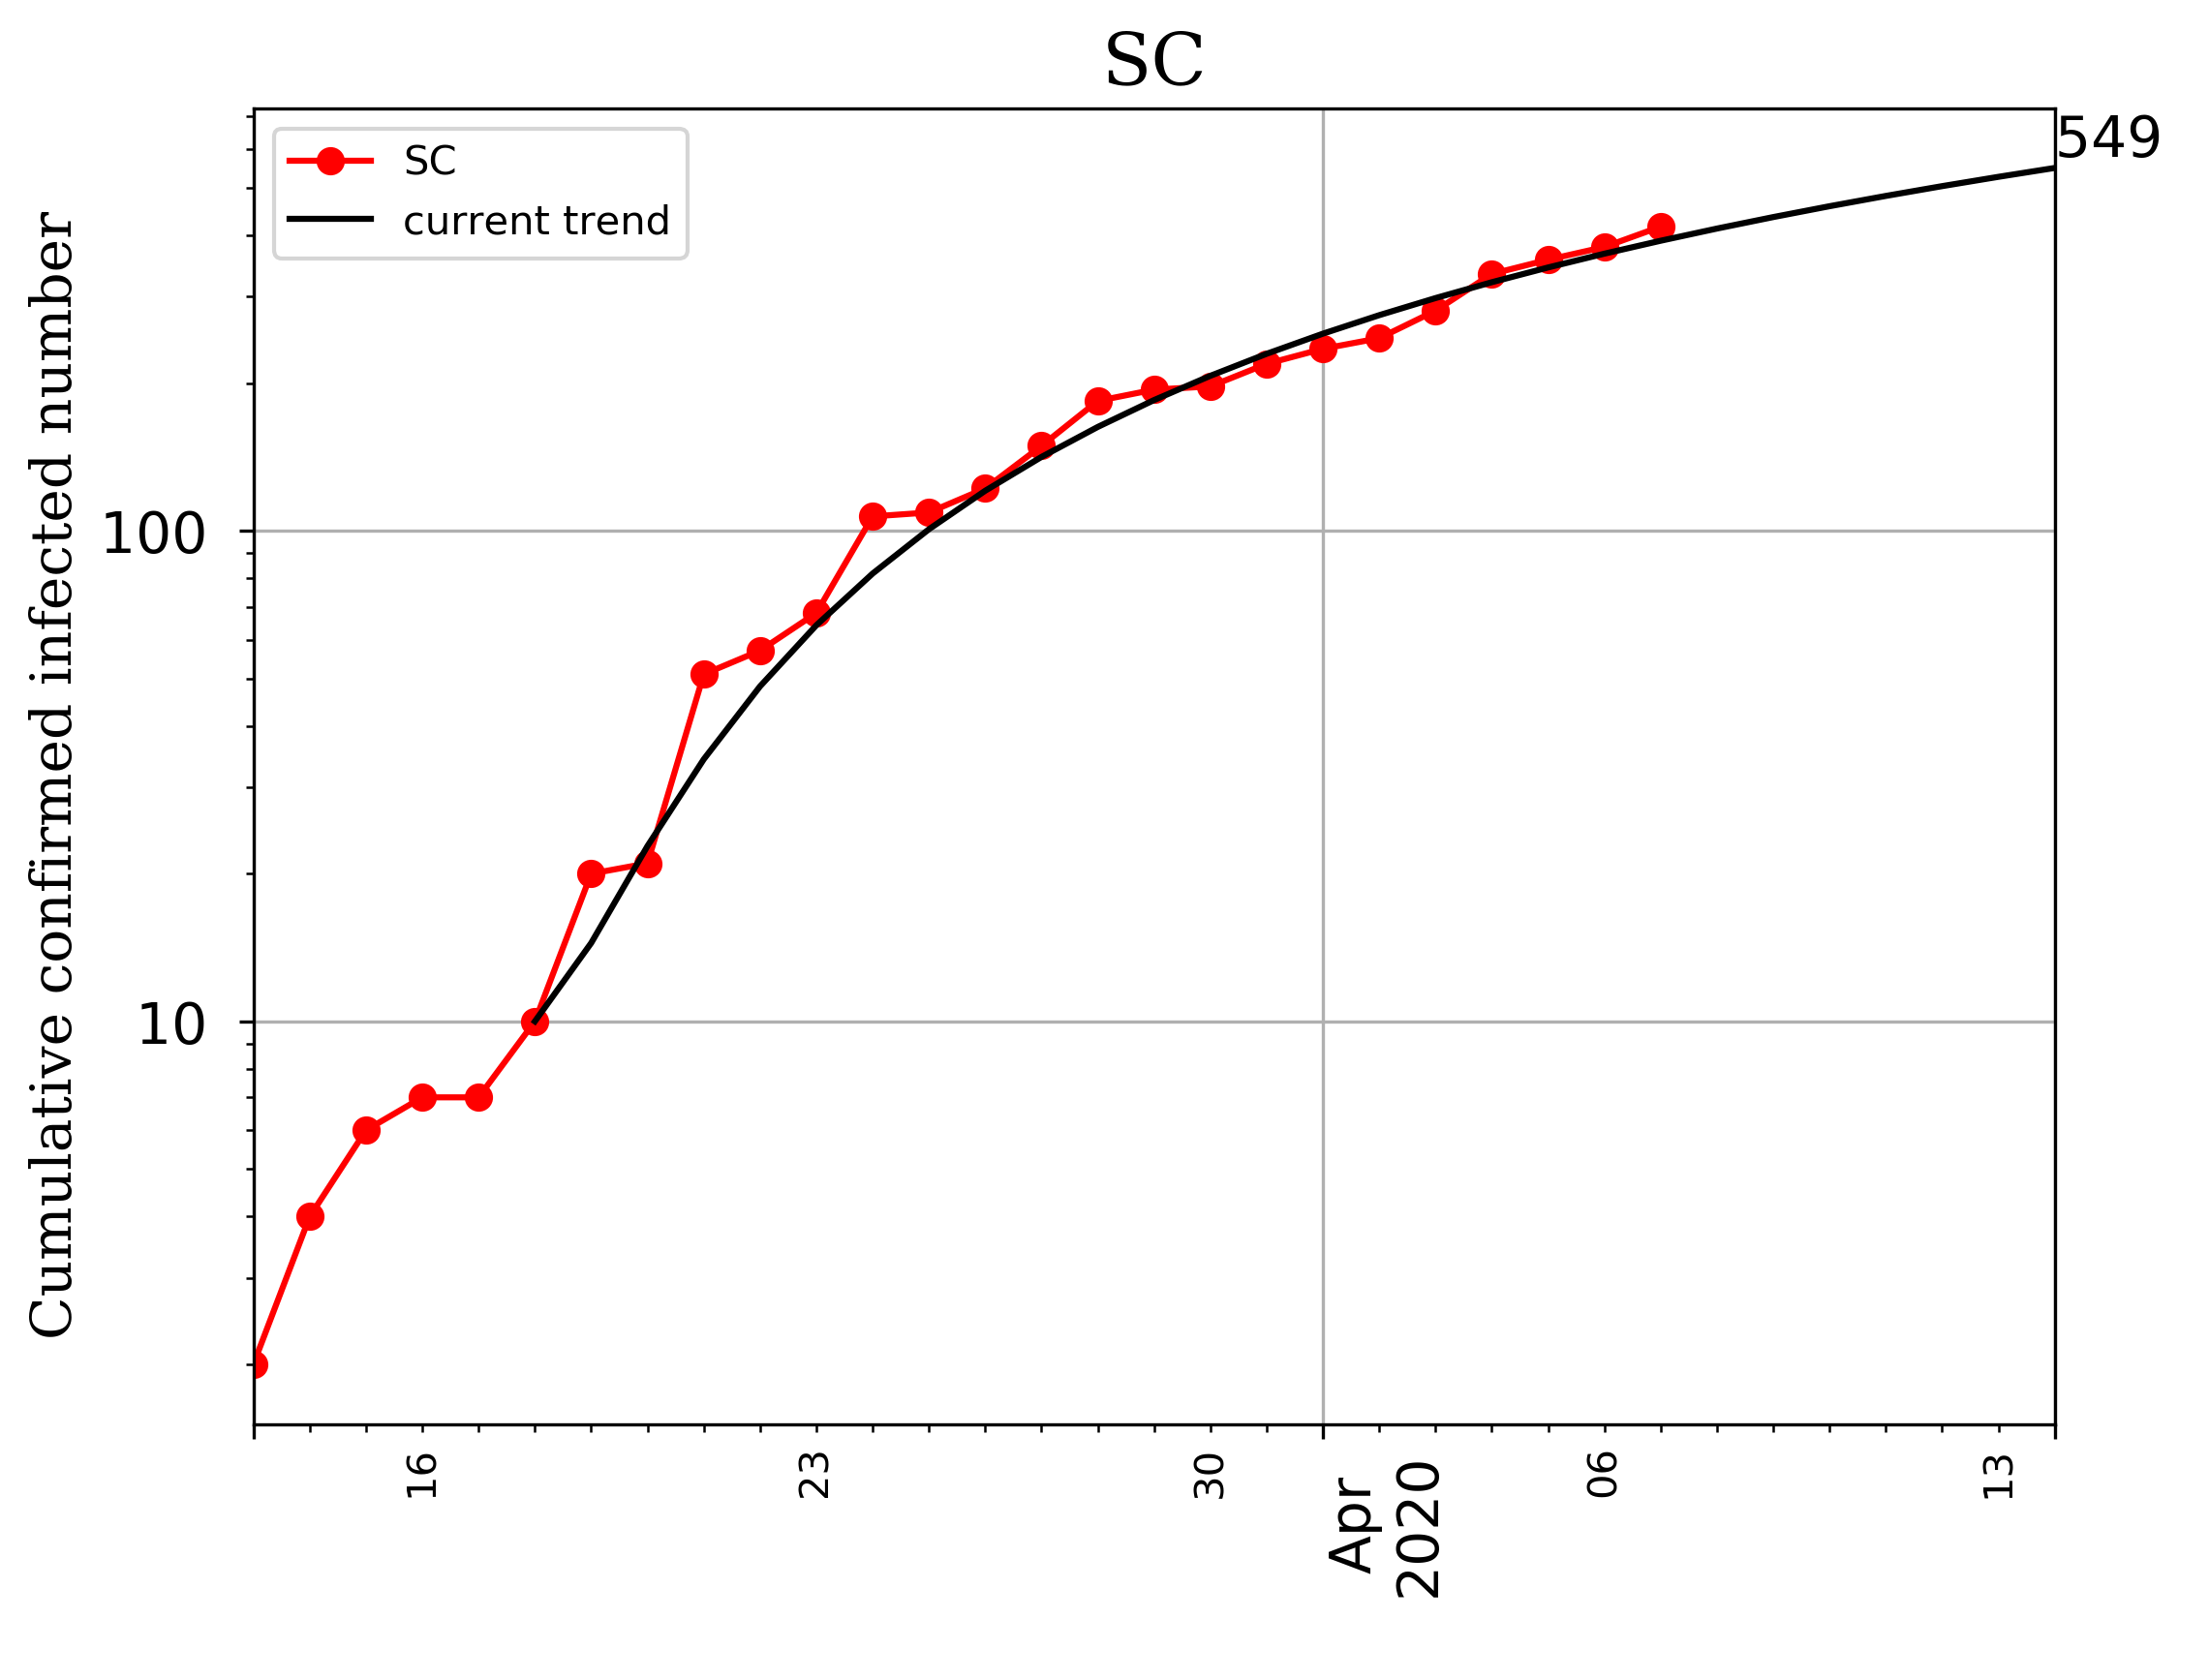 SC
549
SC
current trend
Cumulative confirmed infected number
100
10
16
23
30
Apr
2020
06
13